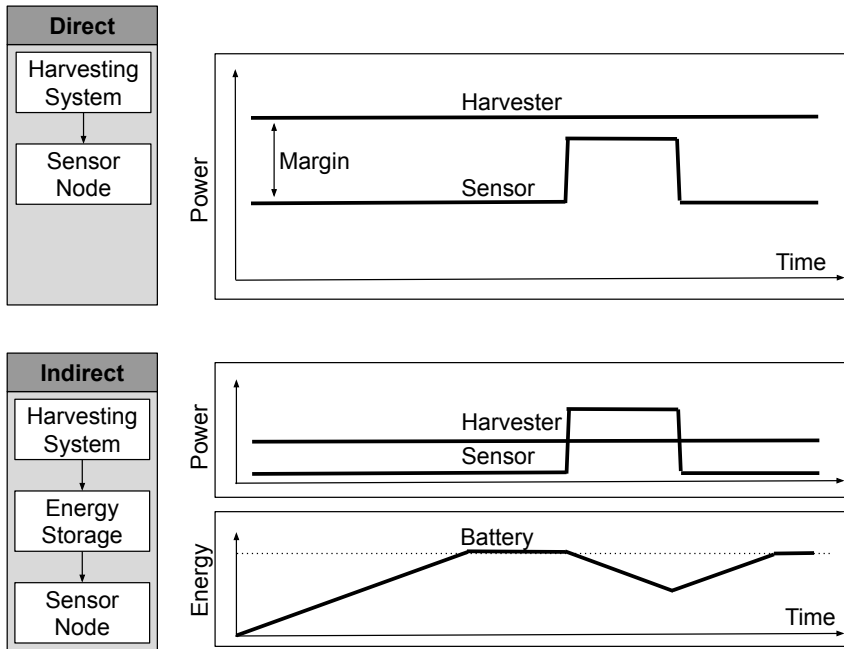 Direct
Harvesting
System
Sensor
Node
Power
Harvester
Margin
Sensor
Time
Indirect
Harvesting
System
Energy
Storage
Sensor
Node
Power
Harvester
Sensor
Energy
Battery
Time